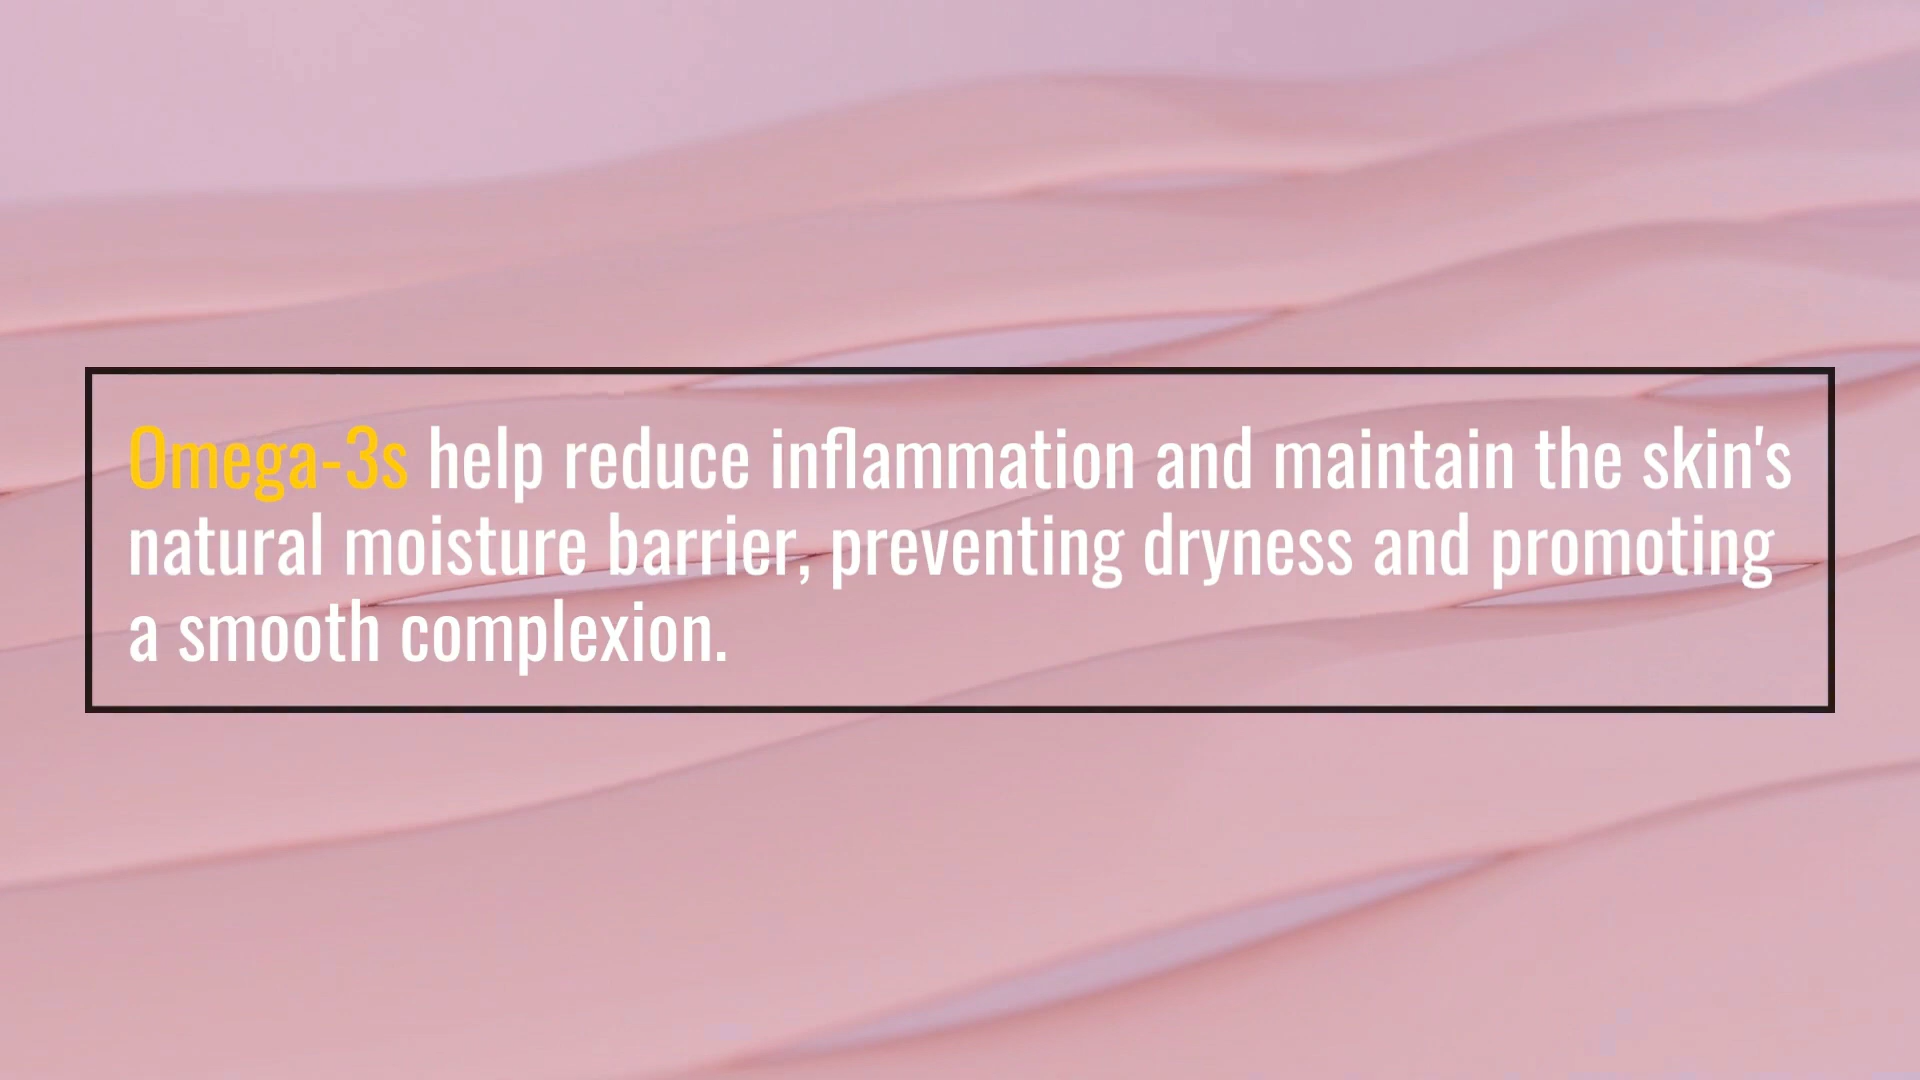 Omega-3s help reduce inflammation and maintain the skin's
natural moisture barrier, preventing dryness and promoting
a smooth complexion.